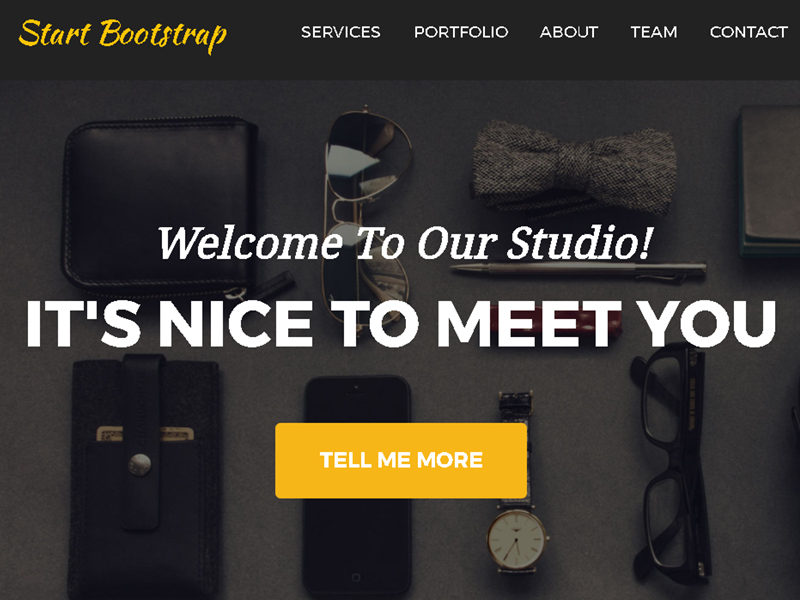 Start Bootstrap
SERVICES PORTFOLIO ABOUT TEAM CONTACT
Welcome To Our Studio!
IT'S NICE TO MEET YOU
TELL ME MORE